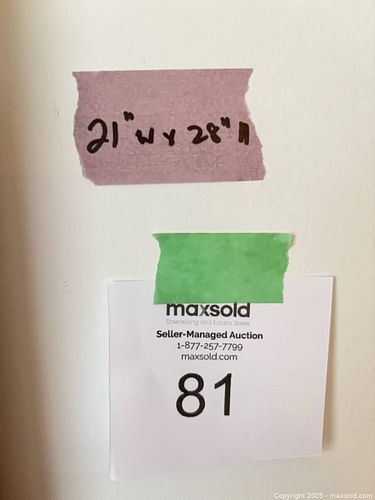 21"W x 28"H
maxsold
Downsizing and Estate Sales
Seller-Managed Auction
1-877-257-7799
maxsold.com
81
Copyright 2025 - maxsold.com